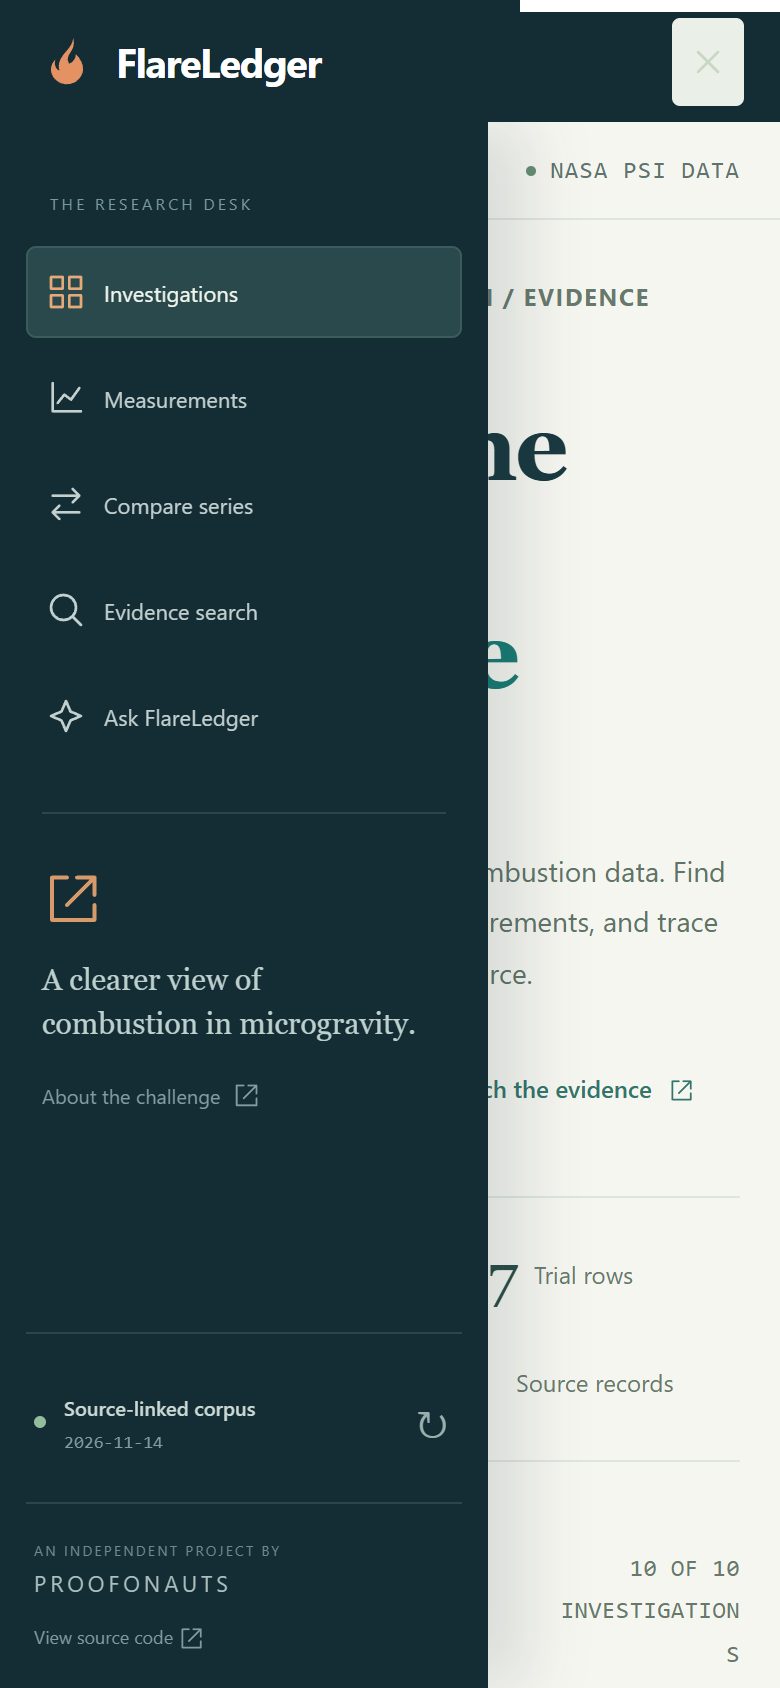 FlareLedger
NASA PSI DATA
THE RESEARCH DESK
Investigations
/ EVIDENCE
Measurements
Compare series
Evidence search
Ask FlareLedger
A clearer view of
combustion in microgravity.
About the challenge
mbustion data. Find
rements, and trace
rce.
ch the evidence
7 Trial rows
Source records
Source-linked corpus
2026-11-14
AN INDEPENDENT PROJECT BY
PROOFONAUTS
View source code
10 OF 10
INVESTIGATION
S